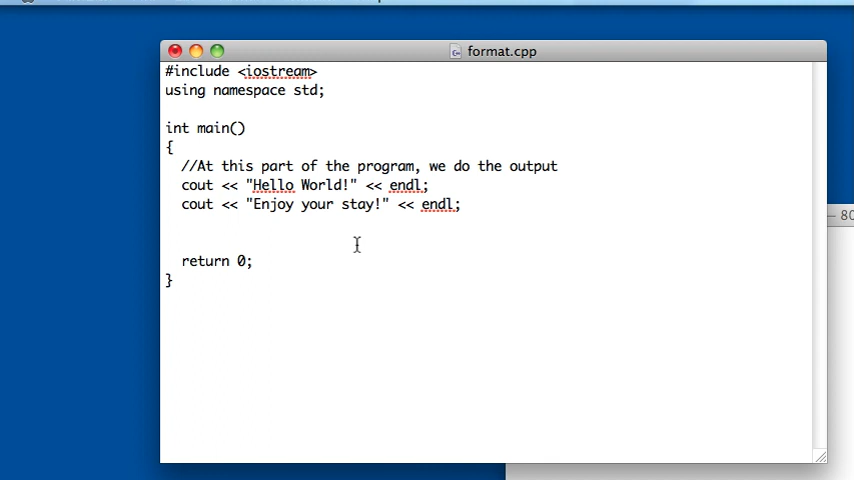 format.cpp
#include <iostream>
using namespace std;
int main()
{
//At this part of the program, we do the output
cout << "Hello World!" << endl;
cout << "Enjoy your stay!" << endl;
return 0;
}
— 80